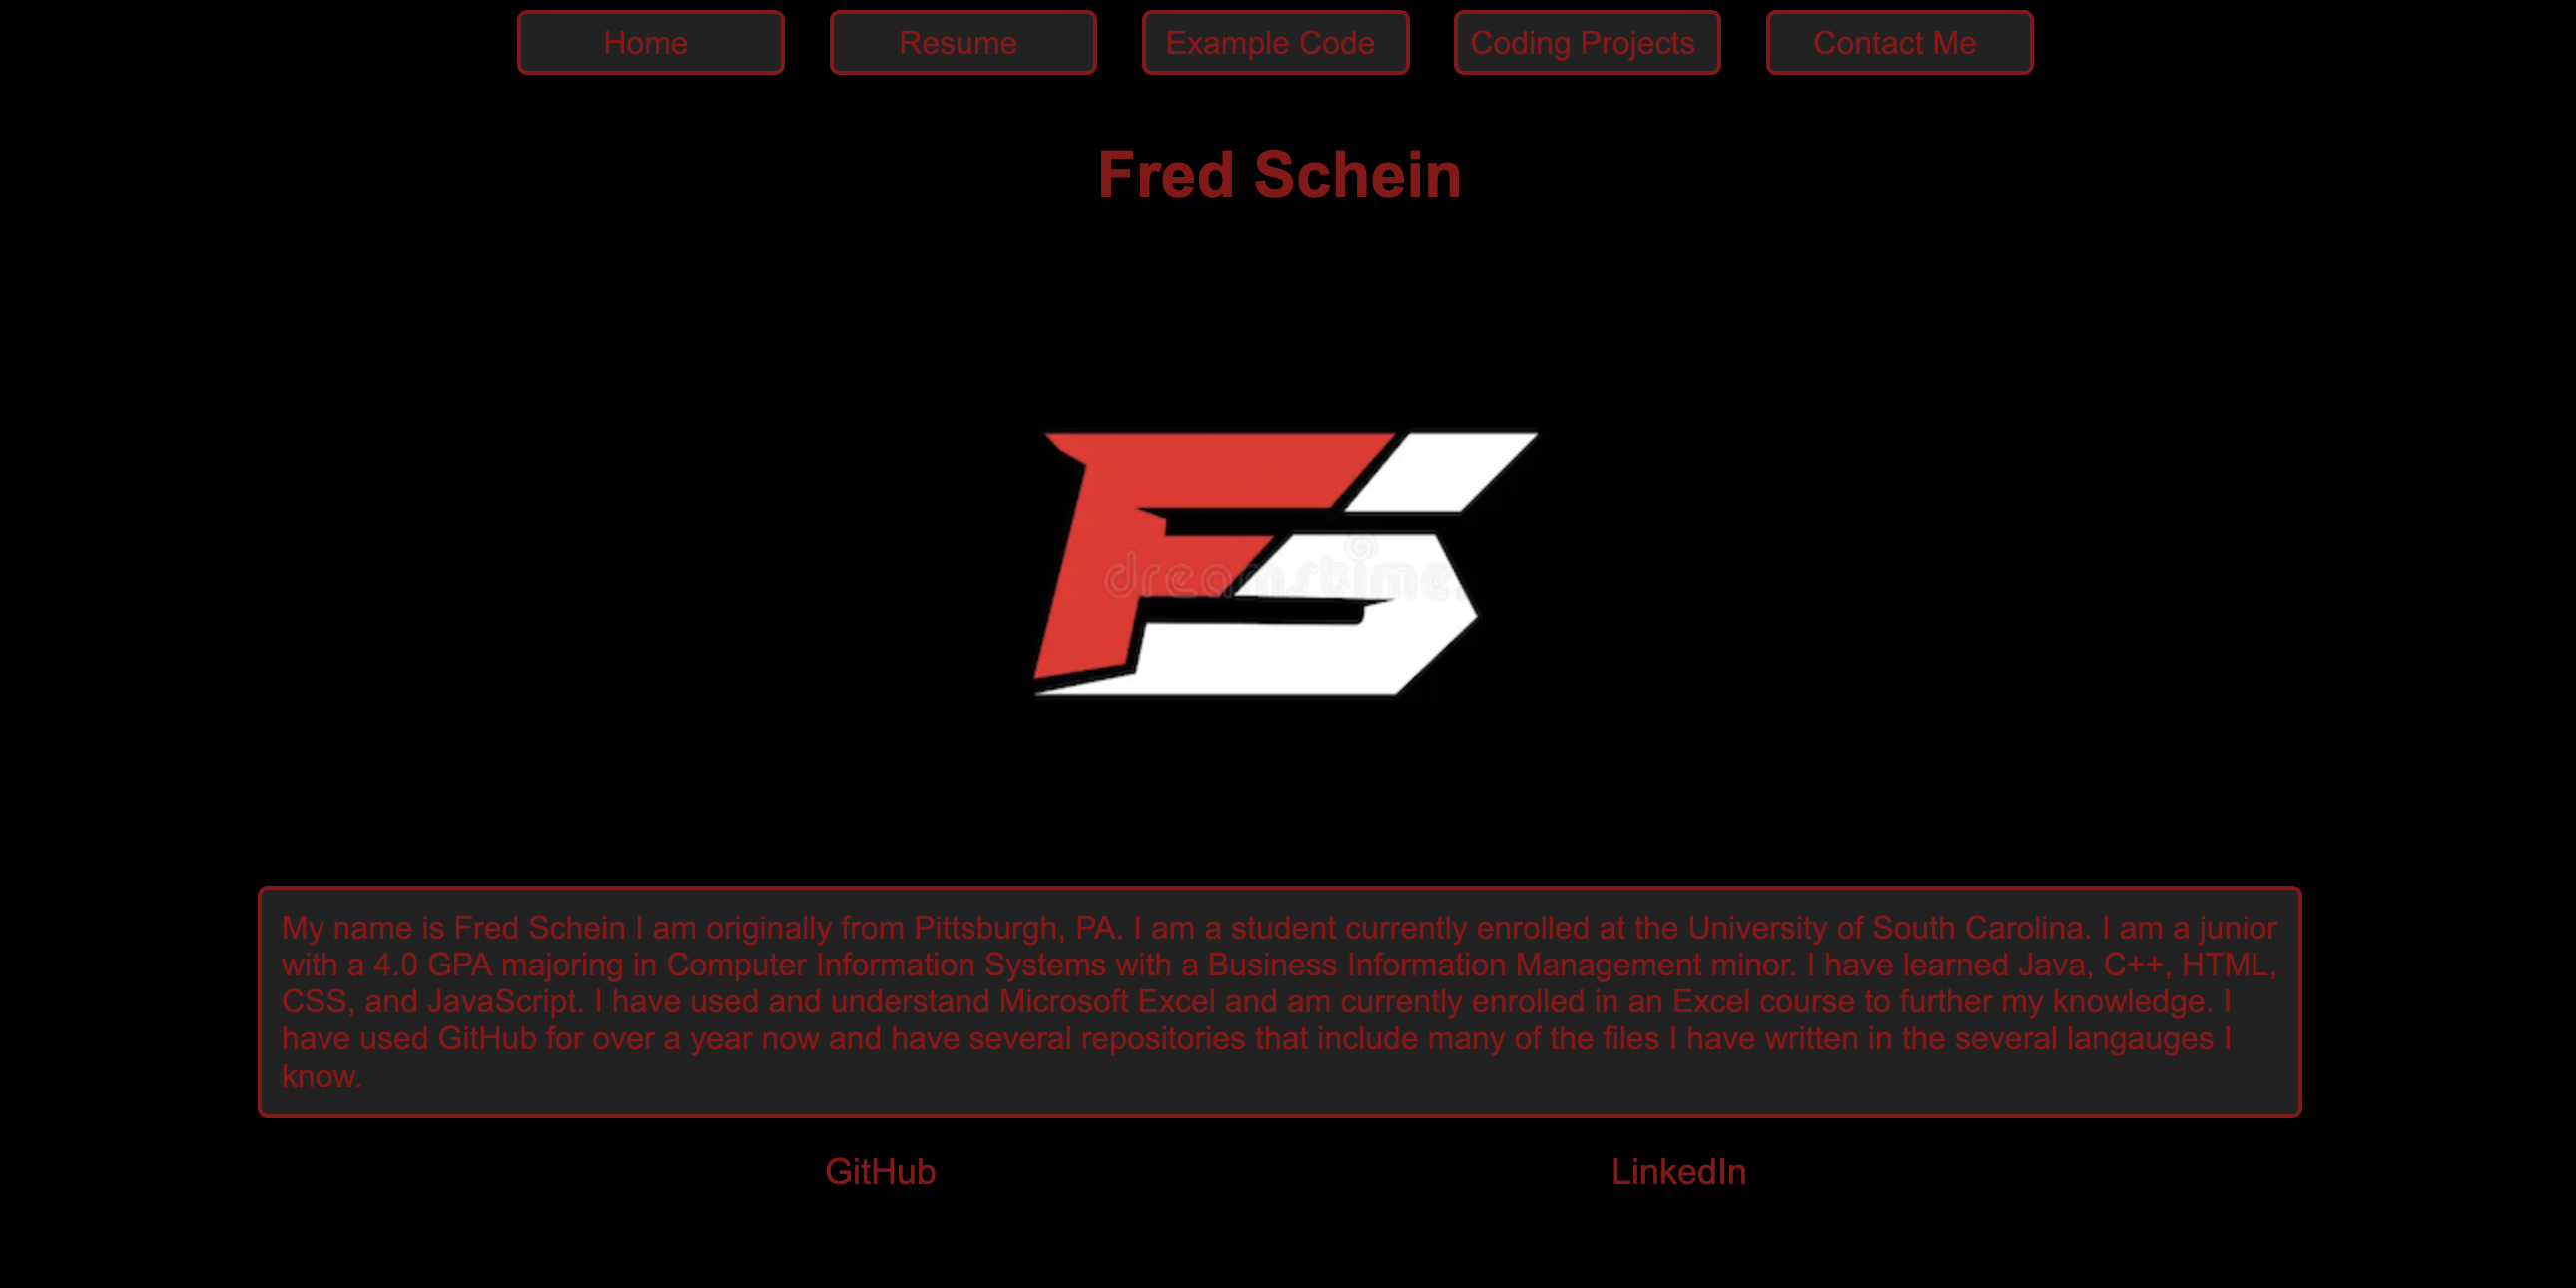 Home
Resume
Example Code
Coding Projects
Contact Me
Fred Schein
FS
dreamstime
My name is Fred Schein I am originally from Pittsburgh, PA. I am a student currently enrolled at the University of South Carolina. I am a junior
with a 4.0 GPA majoring in Computer Information Systems with a Business Information Management minor. I have learned Java, C++, HTML,
CSS, and JavaScript. I have used and understand Microsoft Excel and am currently enrolled in an Excel course to further my knowledge. I
have used GitHub for over a year now and have several repositories that include many of the files I have written in the several langauges I
know.
GitHub
LinkedIn